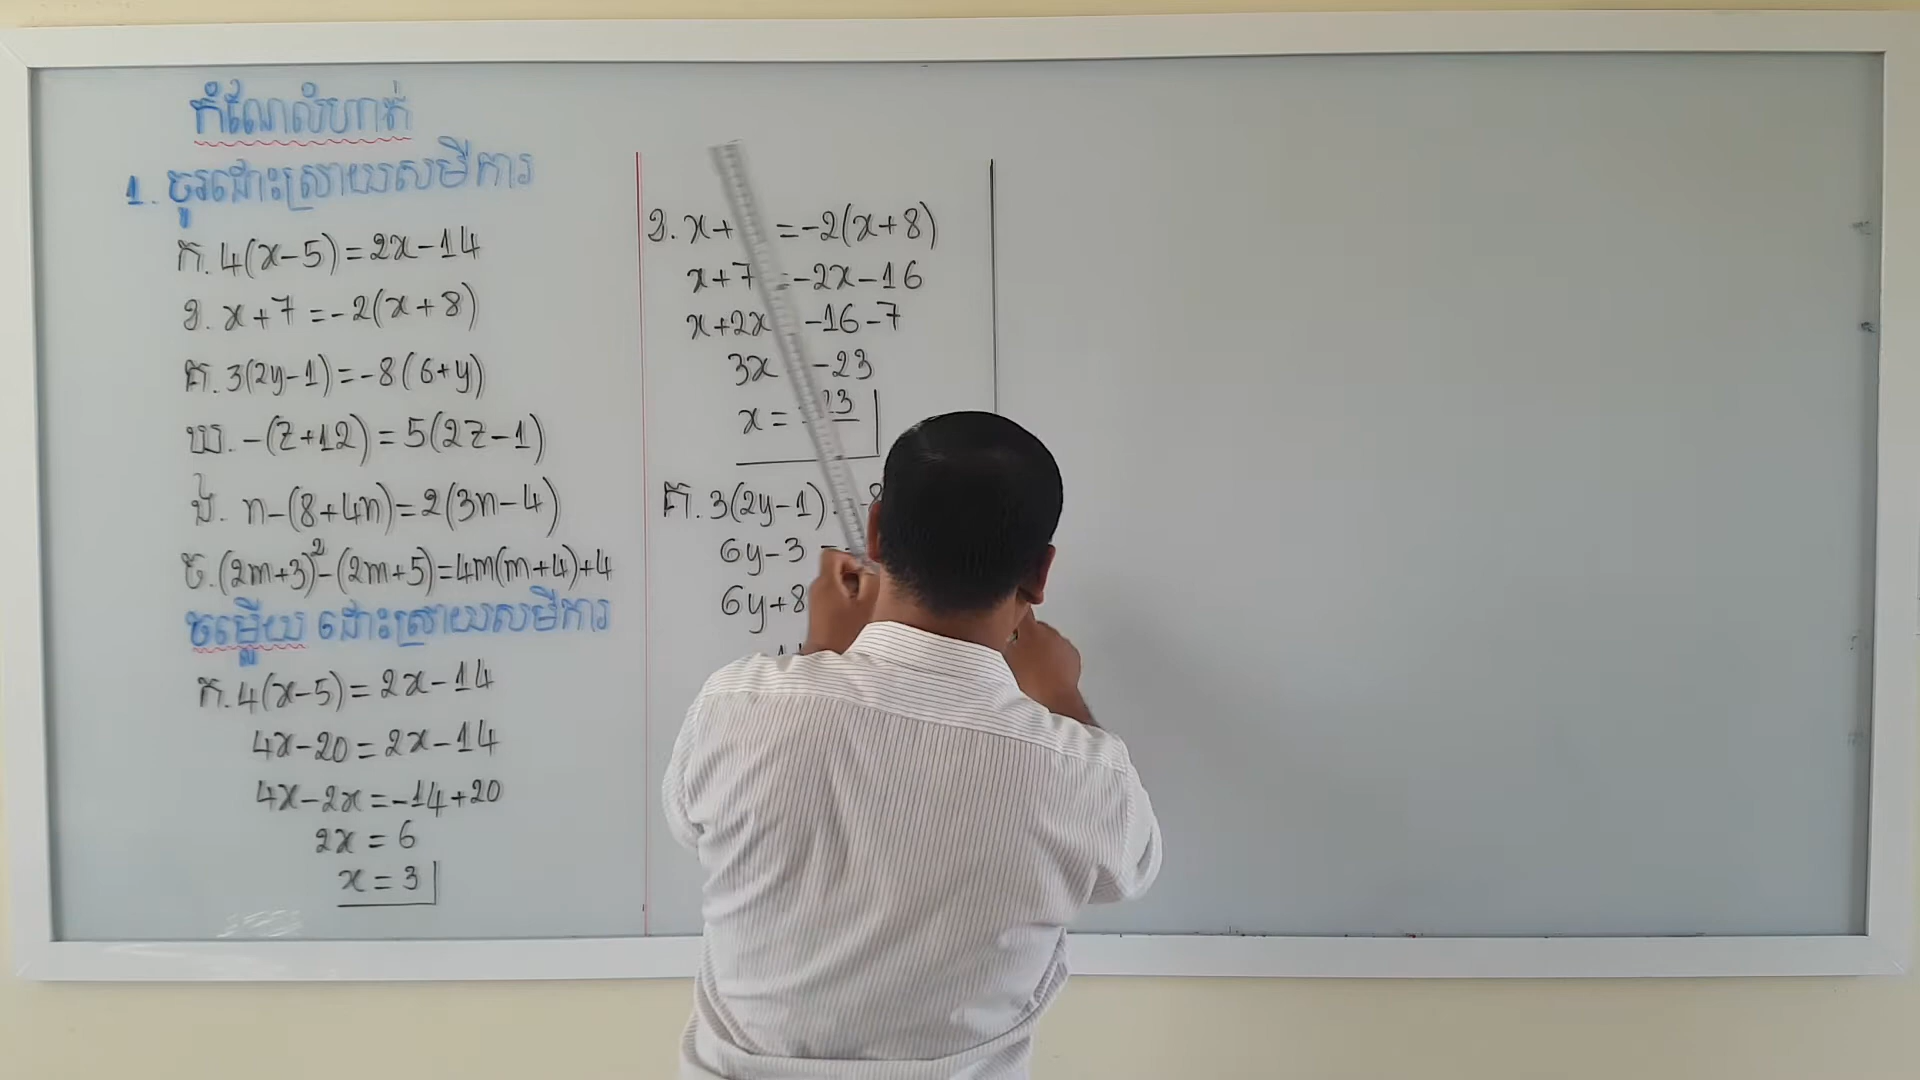 កំណែលំហាត់
1. ចូរដោះស្រាយសមីការ
ក. 4(x-5)=2x-14
ខ. x+7=-2(x+8)
គ. 3(2y-1)=-8(6+y)
ឃ. -(z+12)=5(2z-1)
ង. n-(8+4n)=2(3n-4)
ច. (2m+3)²-(2m+5)=4m(m+4)+4
ចម្លើយ ដោះស្រាយសមីការ
ក. 4(x-5)=2x-14
4x-20=2x-14
4x-2x=-14+20
2x=6
x=3
ខ. x+ =-2(x+8)
x+7=-2x-16
x+2x -16-7
3x -23
x= 23
គ. 3(2y-1) -8
6y-3 =
6y+8